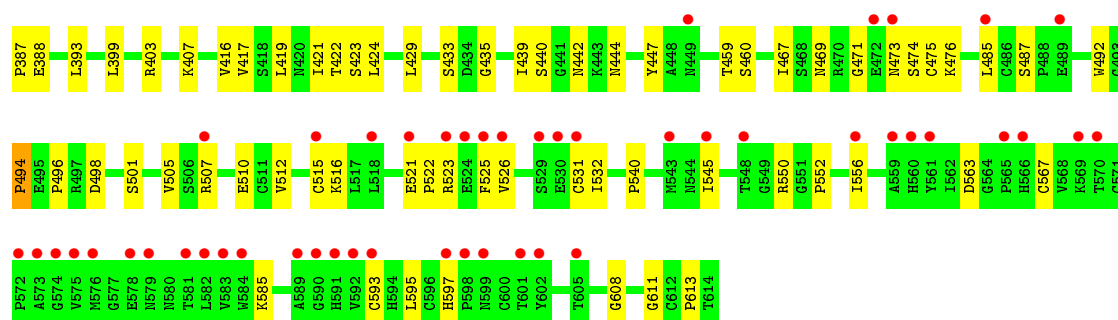 P387 E388 L393 L399 R403 K407 V416 V417 S418 L419 N420 I421 T422 S423 L424 L429 S433 D434 G435 I439 S440 G441 N442 K443 N444 Y447 A448 N449 T459 S460 I467 S468 N469 R470 G471 E472 N473 S474 C475 K476 L485 C486 S487 P488 E489 W492
P494 E495 P496 R497 D498 S501 V505 S506 R507 E510 C511 V512 C515 K516 L517 L518 E521 P522 R523 E524 F525 V526 S529 E530 C531 I532 P540 M543 N544 I545 T548 G549 R550 G551 P552 I556 A559 H560 Y561 I562 D563 G564 P565 H566 C567 V568 K569 T570
P572 A573 G574 V575 M576 G577 E578 N579 N580 T581 L582 V583 W584 K585 A589 G590 H591 V592 C593 H594 L595 C596 H597 P598 N599 C600 T601 Y602 T605 G608 G611 C612 P613 T614